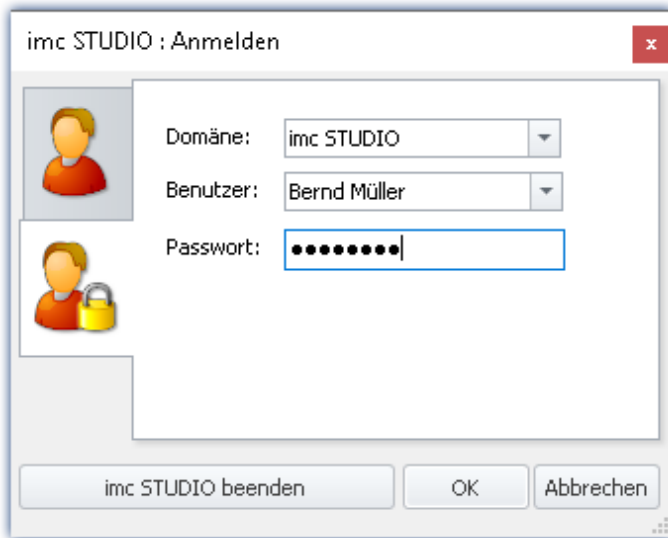 imc STUDIO : Anmelden
x
Domäne: imc STUDIO
Benutzer: Bernd Müller
Passwort: ●●●●●●●●
imc STUDIO beenden OK Abbrechen